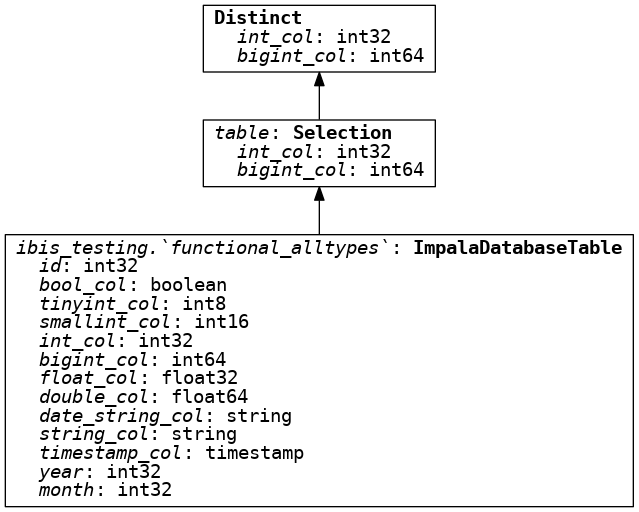 Distinct
int_col: int32
bigint_col: int64
table: Selection
int_col: int32
bigint_col: int64
ibis_testing.`functional_alltypes`: ImpalaDatabaseTable
id: int32
bool_col: boolean
tinyint_col: int8
smallint_col: int16
int_col: int32
bigint_col: int64
float_col: float32
double_col: float64
date_string_col: string
string_col: string
timestamp_col: timestamp
year: int32
month: int32